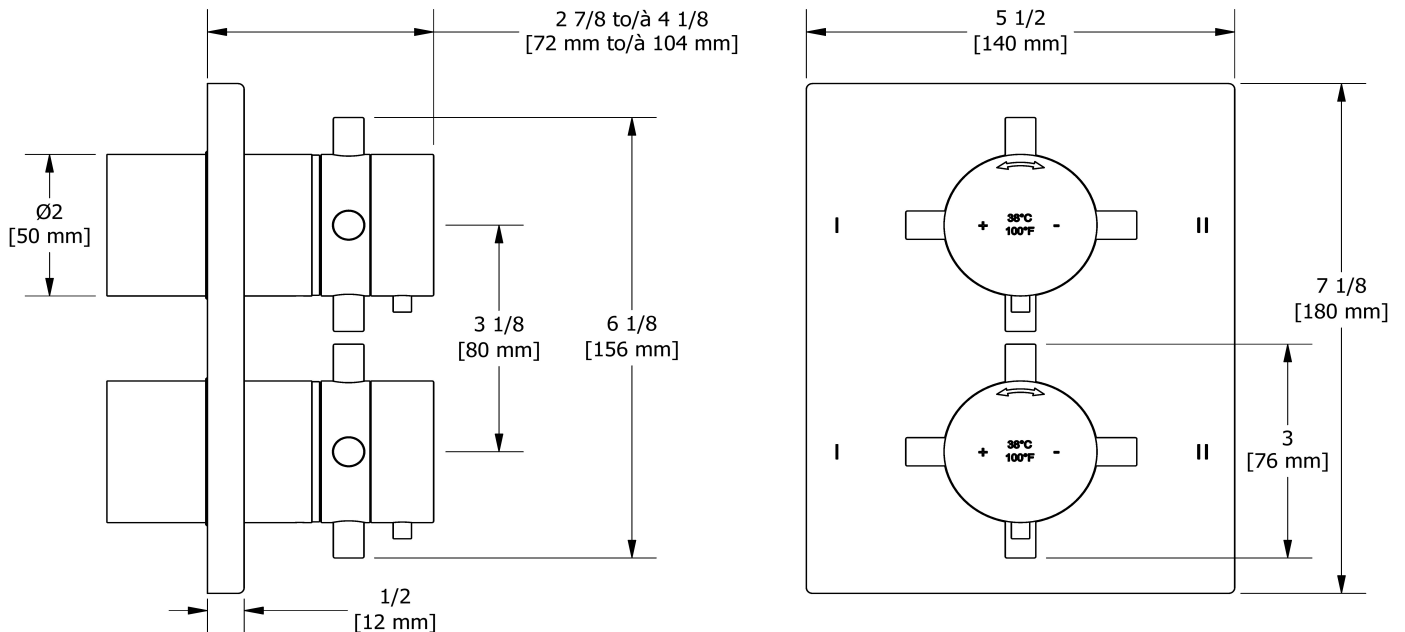 2 7/8 to/à 4 1/8
[72 mm to/à 104 mm]
5 1/2
[140 mm]
Ø2
[50 mm]
3 1/8
[80 mm]
6 1/8
[156 mm]
1/2
[12 mm]
I
+ 38°C -
100°F
II
7 1/8
[180 mm]
I
+ 38°C -
100°F
II
3
[76 mm]